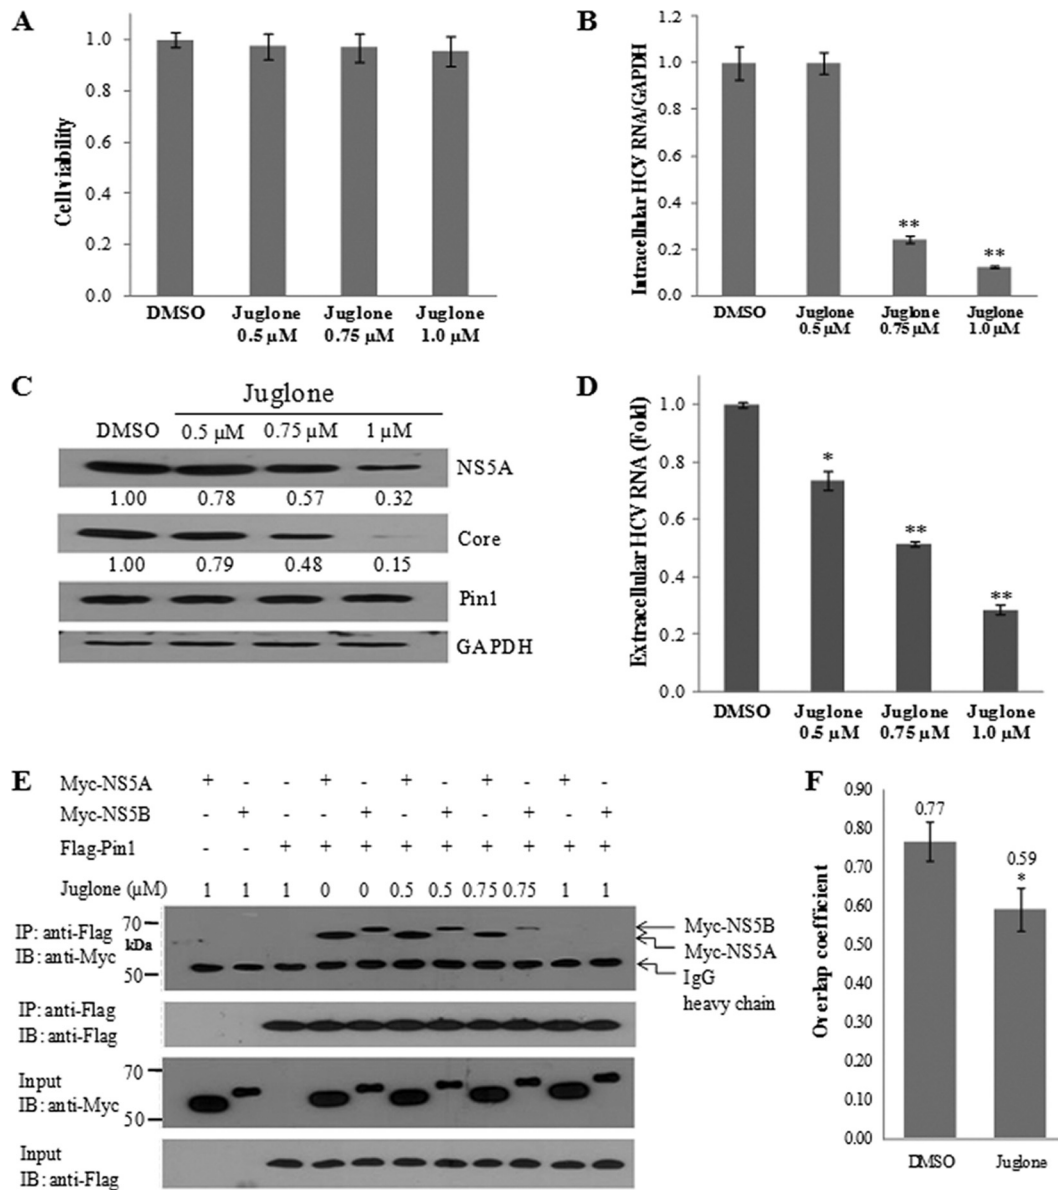 A
1.0
0.8
0.6
0.4
0.2
0.0
Cell viability
DMSO Juglone Juglone Juglone
0.5 µM 0.75 µM 1.0 µM
B
1.2
1.0
0.8
0.6
0.4
0.2
0.0
Intracellular HCV RNA/GAPDH
** **
DMSO Juglone Juglone Juglone
0.5 µM 0.75 µM 1.0 µM
C
Juglone
DMSO 0.5 µM 0.75 µM 1 µM
NS5A
1.00 0.78 0.57 0.32
Core
1.00 0.79 0.48 0.15
Pin1
GAPDH
D
1.0
0.8
0.6
0.4
0.2
0.0
Extracellular HCV RNA (Fold)
* ** **
DMSO Juglone Juglone Juglone
0.5 µM 0.75 µM 1.0 µM
E
Myc-NS5A + - - + - + - + - + -
Myc-NS5B - + - - + - + - + - +
Flag-Pin1 - - + + + + + + + + +
Juglone (µM) 1 1 1 0 0 0.5 0.5 0.75 0.75 1 1
IP: anti-Flag
IB: anti-Myc
70
kDa
50
Myc-NS5B
Myc-NS5A
IgG
heavy chain
IP: anti-Flag
IB: anti-Flag
Input
IB: anti-Myc
70
50
Input
IB: anti-Flag
F
0.90
0.80
0.70
0.60
0.50
0.40
0.30
0.20
0.10
0.00
Overlap coefficient
0.77
0.59
*
DMSO Juglone